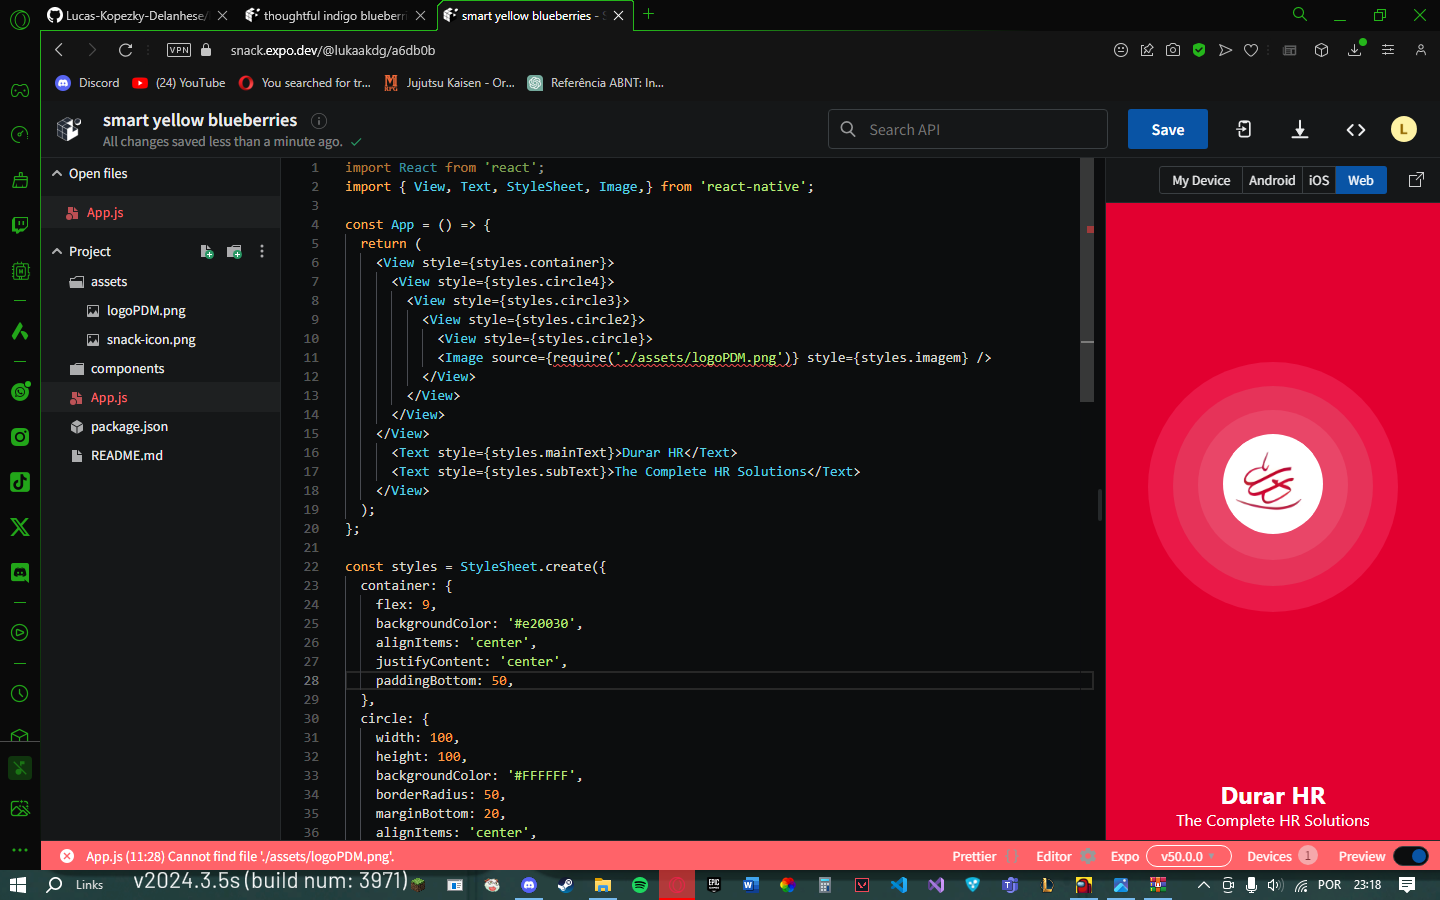 Lucas-Kopezky-Delanhese/
thoughtful indigo blueberri
smart yellow blueberries - S
VPN
snack.expo.dev/@lukaakdg/a6db0b
Discord
(24) YouTube
You searched for tr...
Jujutsu Kaisen - Or...
Referência ABNT: In...
smart yellow blueberries
All changes saved less than a minute ago.
Search API
Save
L
Open files
App.js
Project
assets
logoPDM.png
snack-icon.png
components
App.js
package.json
README.md
1 import React from 'react';
2 import { View, Text, StyleSheet, Image,} from 'react-native';
3
4 const App = () => {
5 return (
6 <View style={styles.container}>
7 <View style={styles.circle4}>
8 <View style={styles.circle3}>
9 <View style={styles.circle2}>
10 <View style={styles.circle}>
11 <Image source={require('./assets/logoPDM.png')} style={styles.imagem} />
12 </View>
13 </View>
14 </View>
15 </View>
16 <Text style={styles.mainText}>Durar HR</Text>
17 <Text style={styles.subText}>The Complete HR Solutions</Text>
18 </View>
19 );
20 };
21
22 const styles = StyleSheet.create({
23 container: {
24 flex: 9,
25 backgroundColor: '#e20030',
26 alignItems: 'center',
27 justifyContent: 'center',
28 paddingBottom: 50,
29 },
30 circle: {
31 width: 100,
32 height: 100,
33 backgroundColor: '#FFFFFF',
34 borderRadius: 50,
35 marginBottom: 20,
36 alignItems: 'center',
My Device
Android
iOS
Web
Durar HR
The Complete HR Solutions
App.js (11:28) Cannot find file './assets/logoPDM.png'.
Prettier
Editor
Expo
v50.0.0
Devices
1
Preview
Links
v2024.3.5s (build num: 3971)
POR
23:18